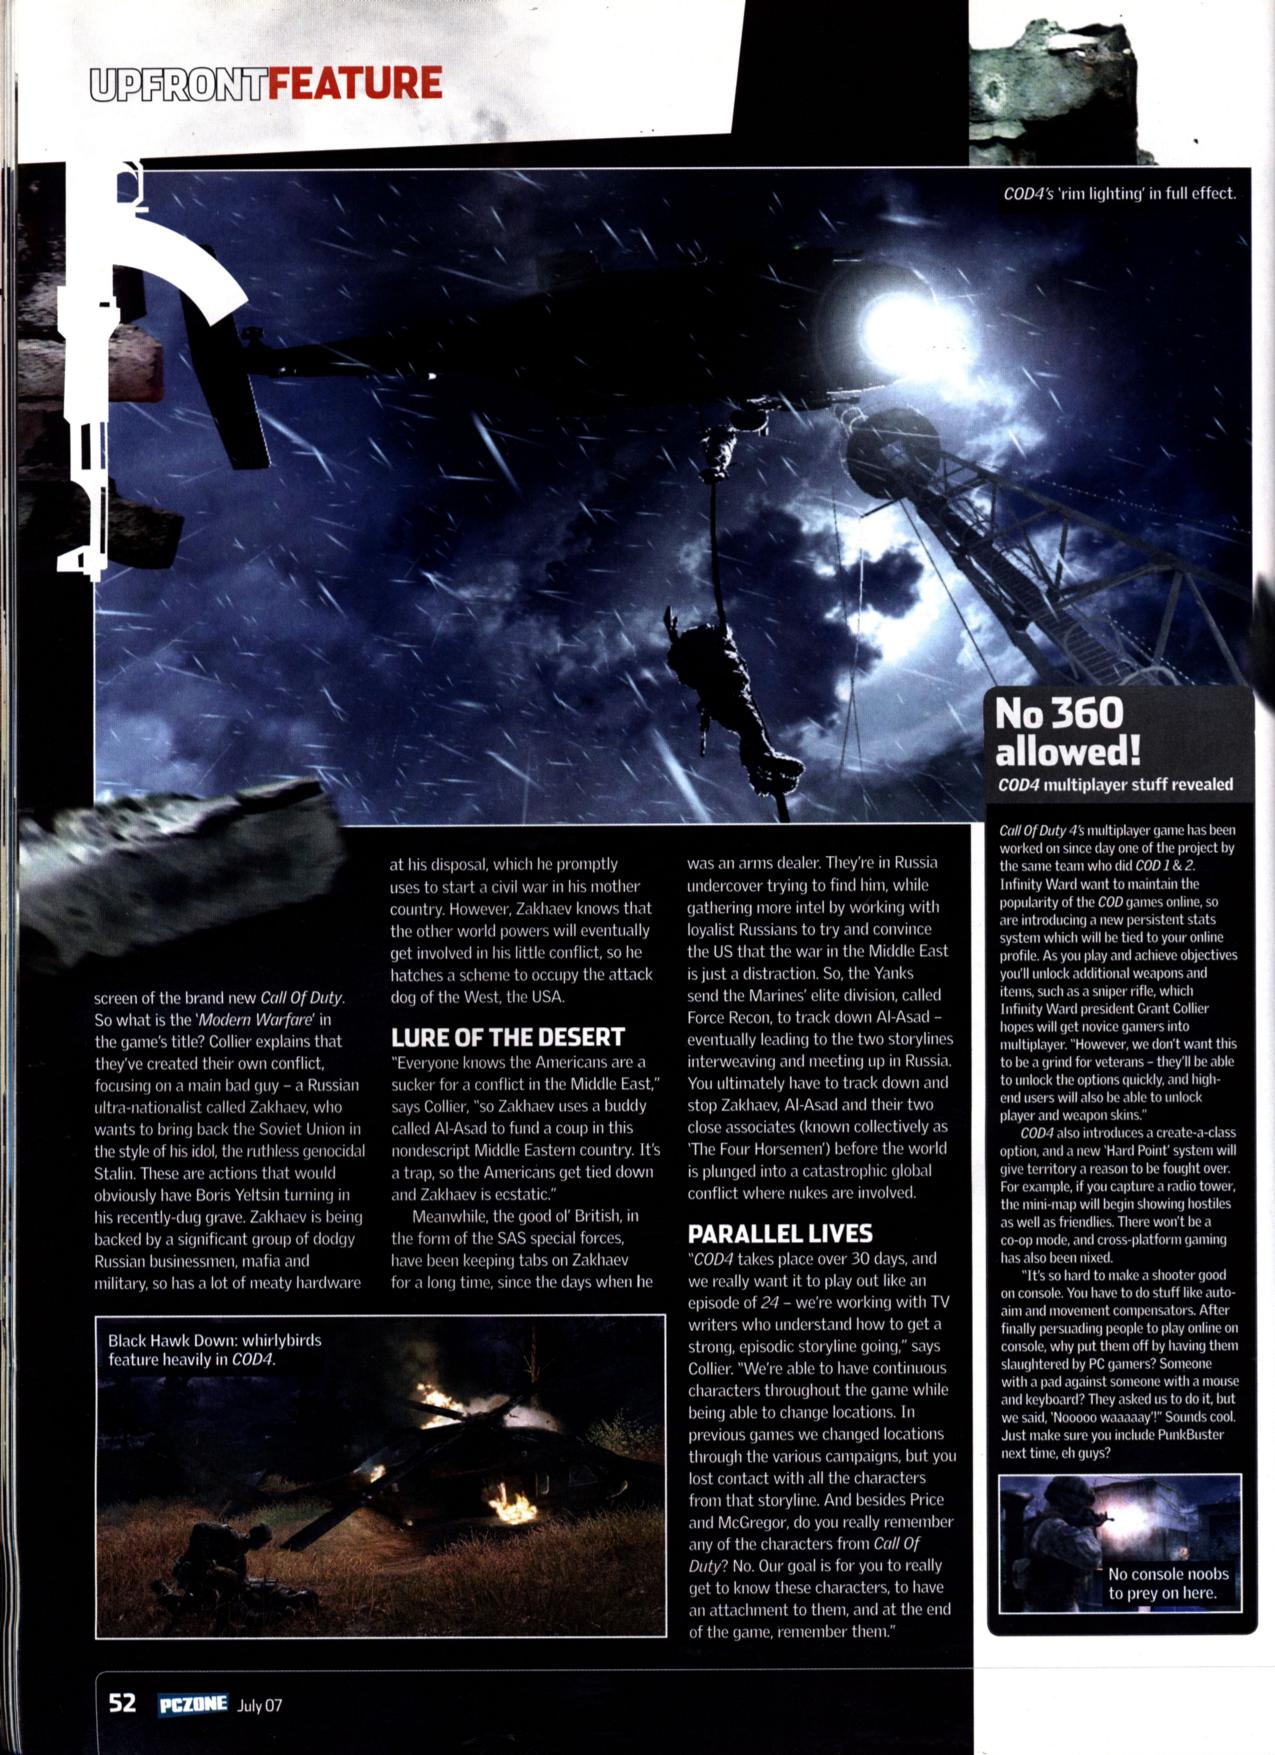 UPFRONTFEATURE
COD4's 'rim lighting' in full effect.
screen of the brand new Call Of Duty.
So what is the 'Modern Warfare' in
the game's title? Collier explains that
they've created their own conflict,
focusing on a main bad guy – a Russian
ultra-nationalist called Zakhaev, who
wants to bring back the Soviet Union in
the style of his idol, the ruthless genocidal
Stalin. These are actions that would
obviously have Boris Yeltsin turning in
his recently-dug grave. Zakhaev is being
backed by a significant group of dodgy
Russian businessmen, mafia and
military, so has a lot of meaty hardware
at his disposal, which he promptly
uses to start a civil war in his mother
country. However, Zakhaev knows that
the other world powers will eventually
get involved in his little conflict, so he
hatches a scheme to occupy the attack
dog of the West, the USA.
LURE OF THE DESERT
"Everyone knows the Americans are a
sucker for a conflict in the Middle East,"
says Collier, "so Zakhaev uses a buddy
called Al-Asad to fund a coup in this
nondescript Middle Eastern country. It's
a trap, so the Americans get tied down
and Zakhaev is ecstatic."
Meanwhile, the good ol' British, in
the form of the SAS special forces,
have been keeping tabs on Zakhaev
for a long time, since the days when he
was an arms dealer. They're in Russia
undercover trying to find him, while
gathering more intel by working with
loyalist Russians to try and convince
the US that the war in the Middle East
is just a distraction. So, the Yanks
send the Marines' elite division, called
Force Recon, to track down Al-Asad –
eventually leading to the two storylines
interweaving and meeting up in Russia.
You ultimately have to track down and
stop Zakhaev, Al-Asad and their two
close associates (known collectively as
'The Four Horsemen') before the world
is plunged into a catastrophic global
conflict where nukes are involved.
PARALLEL LIVES
"COD4 takes place over 30 days, and
we really want it to play out like an
episode of 24 – we're working with TV
writers who understand how to get a
strong, episodic storyline going," says
Collier. "We're able to have continuous
characters throughout the game while
being able to change locations. In
previous games we changed locations
through the various campaigns, but you
lost contact with all the characters
from that storyline. And besides Price
and McGregor, do you really remember
any of the characters from Call Of
Duty? No. Our goal is for you to really
get to know these characters, to have
an attachment to them, and at the end
of the game, remember them."
Black Hawk Down: whirlybirds
feature heavily in COD4.
No 360
allowed!
COD4 multiplayer stuff revealed
Call Of Duty 4's multiplayer game has been
worked on since day one of the project by
the same team who did COD 1 & 2.
Infinity Ward want to maintain the
popularity of the COD games online, so
are introducing a new persistent stats
system which will be tied to your online
profile. As you play and achieve objectives
you'll unlock additional weapons and
items, such as a sniper rifle, which
Infinity Ward president Grant Collier
hopes will get novice gamers into
multiplayer. "However, we don't want this
to be a grind for veterans – they'll be able
to unlock the options quickly, and high-
end users will also be able to unlock
player and weapon skins."
COD4 also introduces a create-a-class
option, and a new 'Hard Point' system will
give territory a reason to be fought over.
For example, if you capture a radio tower,
the mini-map will begin showing hostiles
as well as friendlies. There won't be a
co-op mode, and cross-platform gaming
has also been nixed.
"It's so hard to make a shooter good
on console. You have to do stuff like auto-
aim and movement compensators. After
finally persuading people to play online on
console, why put them off by having them
slaughtered by PC gamers? Someone
with a pad against someone with a mouse
and keyboard? They asked us to do it, but
we said, 'Nooooo waaaaay'!" Sounds cool.
Just make sure you include PunkBuster
next time, eh guys?
No console noobs
to prey on here.
52 PCZONE July 07